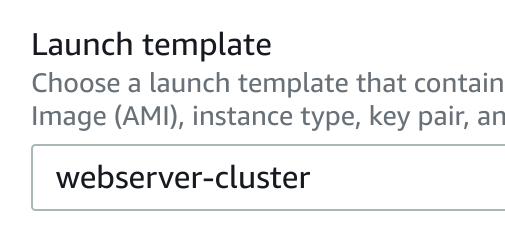 Launch template
Choose a launch template that contain
Image (AMI), instance type, key pair, an
webserver-cluster